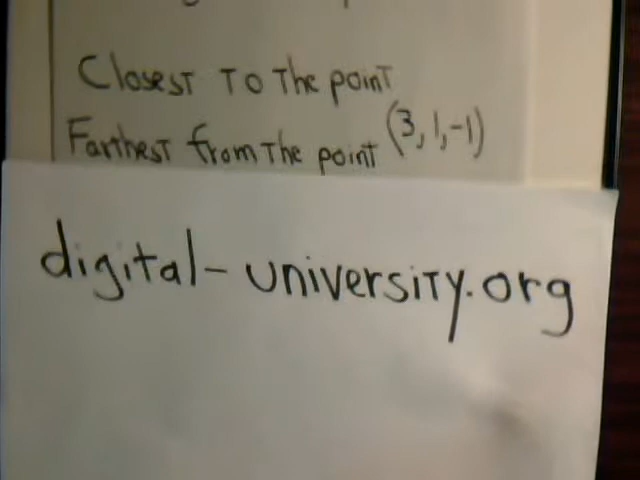 Closest To The point
Farthest from The point (3,1,-1)
digital-university.org